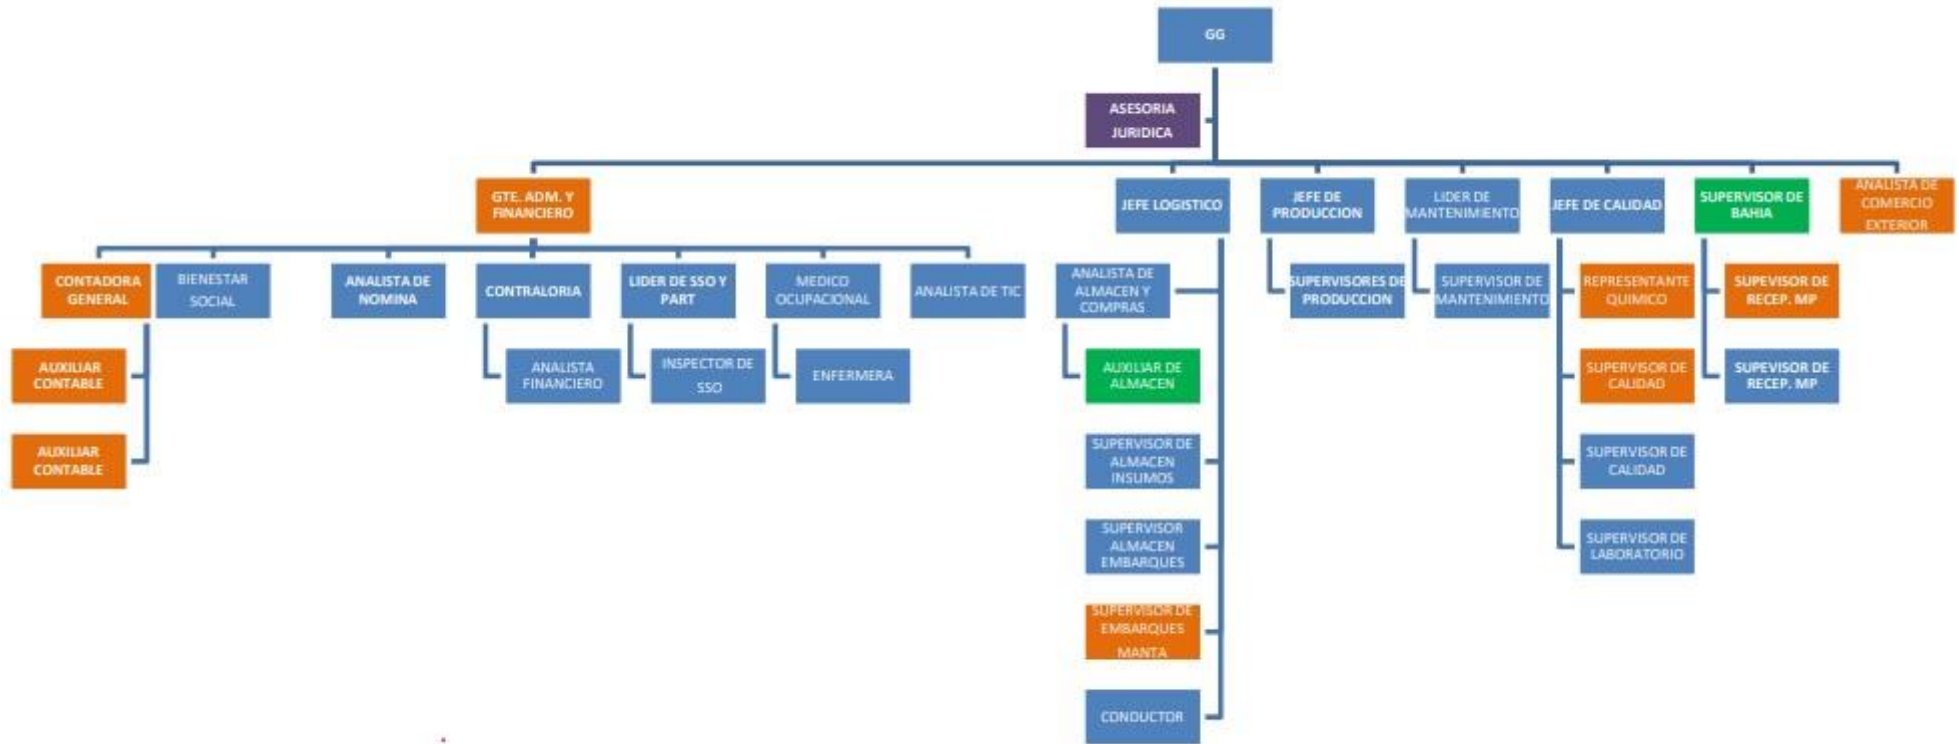 GG
ASESORIA
JURIDICA
GTE. ADM. Y
FINANCIERO
JEFE LOGISTICO
JEFE DE
PRODUCCION
LIDER DE
MANTENIMIENTO
JEFE DE CALIDAD
SUPERVISOR DE
BAHIA
ANALISTA DE
COMERCIO
EXTERIOR
CONTADORA
GENERAL
BIENESTAR
SOCIAL
ANALISTA DE
NOMINA
CONTRALORIA
LIDER DE SSO Y
PART
MEDICO
OCUPACIONAL
ANALISTA DE TIC
ANALISTA DE
ALMACEN Y
COMPRAS
SUPERVISORES DE
PRODUCCION
SUPERVISOR DE
MANTENIMIENTO
REPRESENTANTE
QUIMICO
SUPEVISOR DE
RECEP. MP
AUXILIAR
CONTABLE
ANALISTA
FINANCIERO
INSPECTOR DE
SSO
ENFERMERA
AUXILIAR DE
ALMACEN
SUPERVISOR DE
CALIDAD
SUPEVISOR DE
RECEP. MP
AUXILIAR
CONTABLE
SUPERVISOR DE
ALMACEN
INSUMOS
SUPERVISOR DE
CALIDAD
SUPERVISOR
ALMACEN
EMBARQUES
SUPERVISOR DE
LABORATORIO
SUPERVISOR DE
EMBARQUES
MANTA
CONDUCTOR